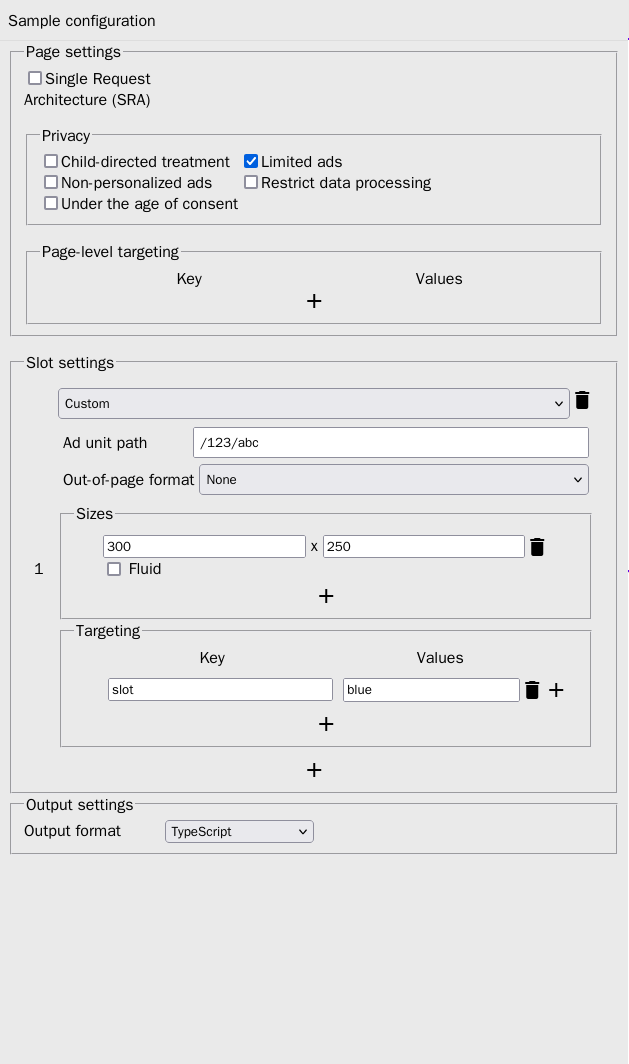 Sample configuration
Page settings
Single Request
Architecture (SRA)
Privacy
Child-directed treatment Limited ads
Non-personalized ads Restrict data processing
Under the age of consent
Page-level targeting
Key Values
+
Slot settings
Custom
Ad unit path /123/abc
Out-of-page format None
Sizes
300 x 250
1 Fluid
+
Targeting
Key Values
slot blue +
+
+
Output settings
Output format TypeScript